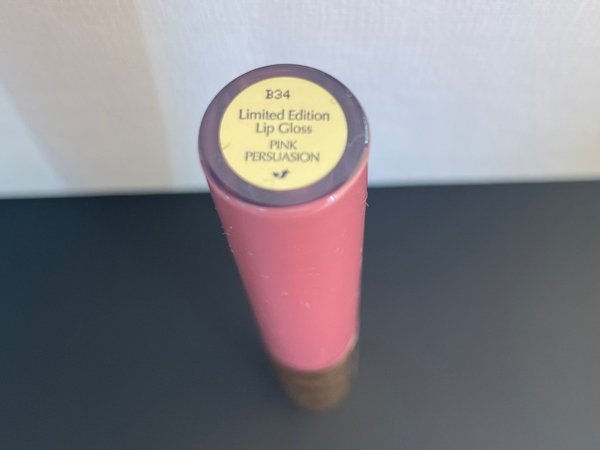 B34
Limited Edition
Lip Gloss
PINK
PERSUASION